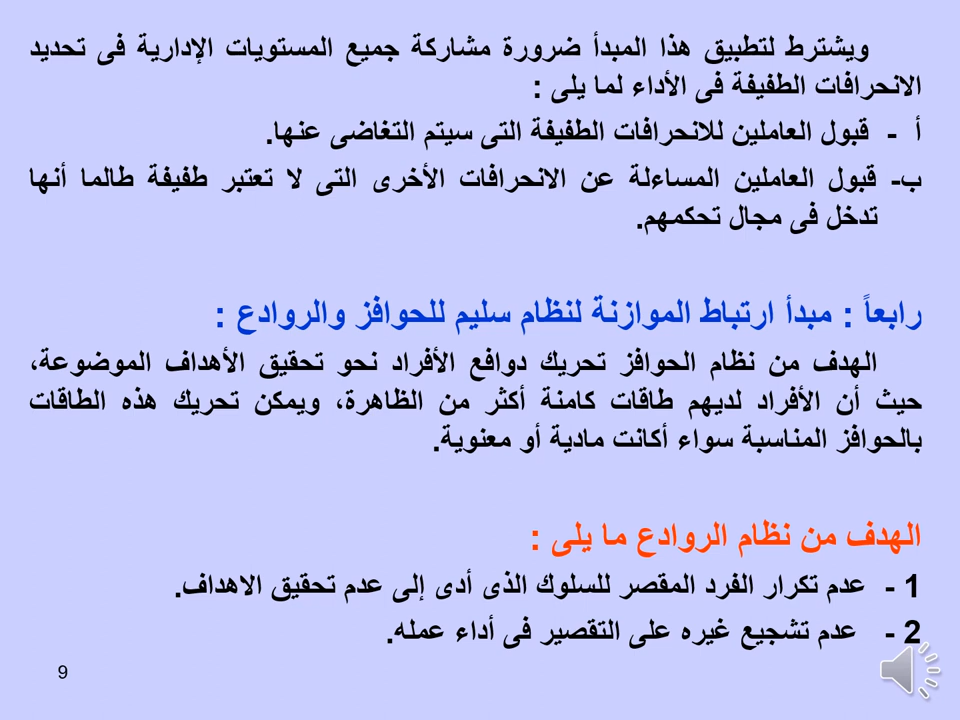 ويشترط لتطبيق هذا المبدأ ضرورة مشاركة جميع المستويات الإدارية فى تحديد
الانحرافات الطفيفة فى الأداء لما يلى :
أ - قبول العاملين للانحرافات الطفيفة التى سيتم التغاضى عنها.
ب- قبول العاملين المساءلة عن الانحرافات الأخرى التى لا تعتبر طفيفة طالما أنها
تدخل فى مجال تحكمهم.
رابعاً : مبدأ ارتباط الموازنة لنظام سليم للحوافز والروادع :
الهدف من نظام الحوافز تحريك دوافع الأفراد نحو تحقيق الأهداف الموضوعة،
حيث أن الأفراد لديهم طاقات كامنة أكثر من الظاهرة، ويمكن تحريك هذه الطاقات
بالحوافز المناسبة سواء أكانت مادية أو معنوية.
الهدف من نظام الروادع ما يلى :
1 - عدم تكرار الفرد المقصر للسلوك الذى أدى إلى عدم تحقيق الاهداف.
2 - عدم تشجيع غيره على التقصير فى أداء عمله.
9